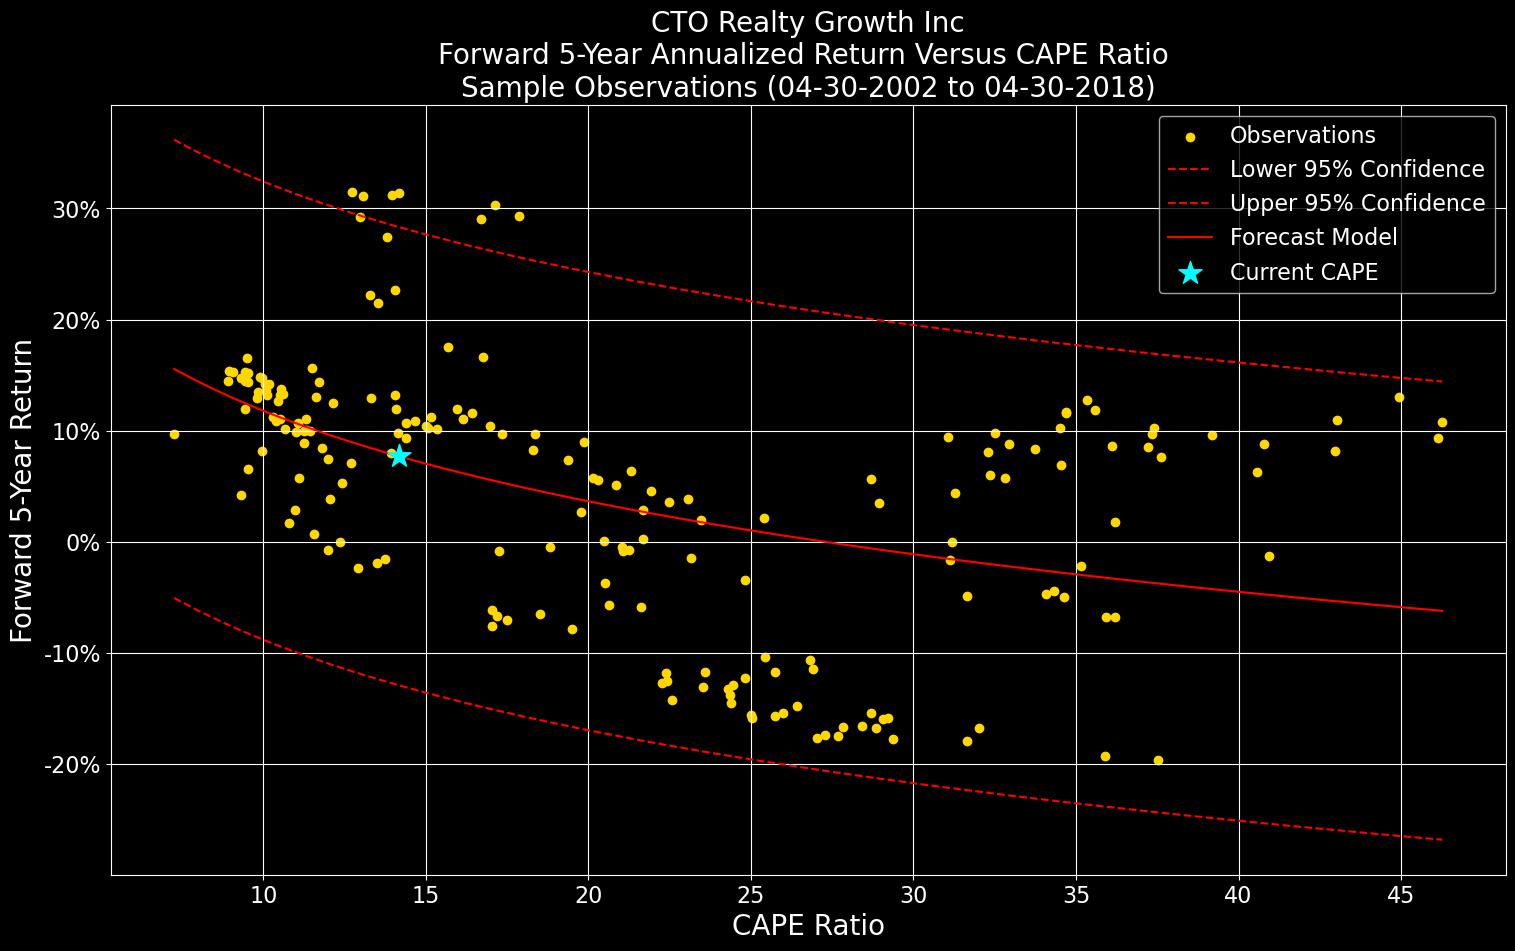 CTO Realty Growth Inc
Forward 5-Year Annualized Return Versus CAPE Ratio
Sample Observations (04-30-2002 to 04-30-2018)
Observations
Lower 95% Confidence
Upper 95% Confidence
Forecast Model
Current CAPE
Forward 5-Year Return
30%
20%
10%
0%
-10%
-20%
10 15 20 25 30 35 40 45
CAPE Ratio